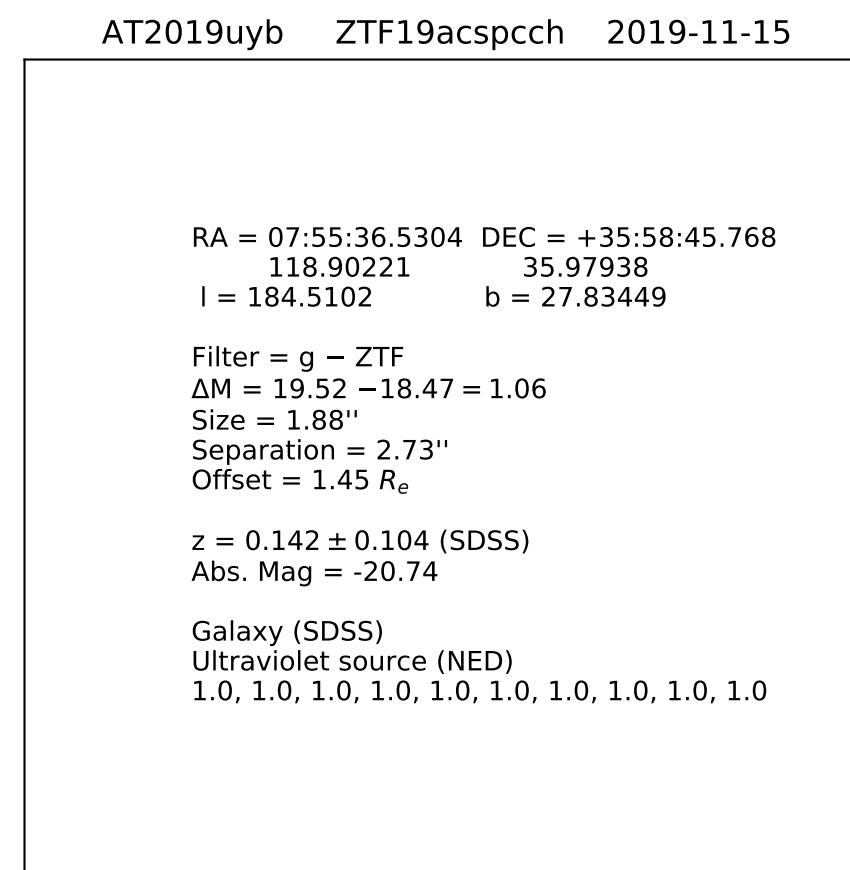 AT2019uyb ZTF19acspcch 2019-11-15
RA = 07:55:36.5304 DEC = +35:58:45.768
118.90221 35.97938
l = 184.5102 b = 27.83449
Filter = g − ZTF
ΔM = 19.52 −18.47 = 1.06
Size = 1.88''
Separation = 2.73''
Offset = 1.45 Rₑ
z = 0.142 ± 0.104 (SDSS)
Abs. Mag = -20.74
Galaxy (SDSS)
Ultraviolet source (NED)
1.0, 1.0, 1.0, 1.0, 1.0, 1.0, 1.0, 1.0, 1.0, 1.0